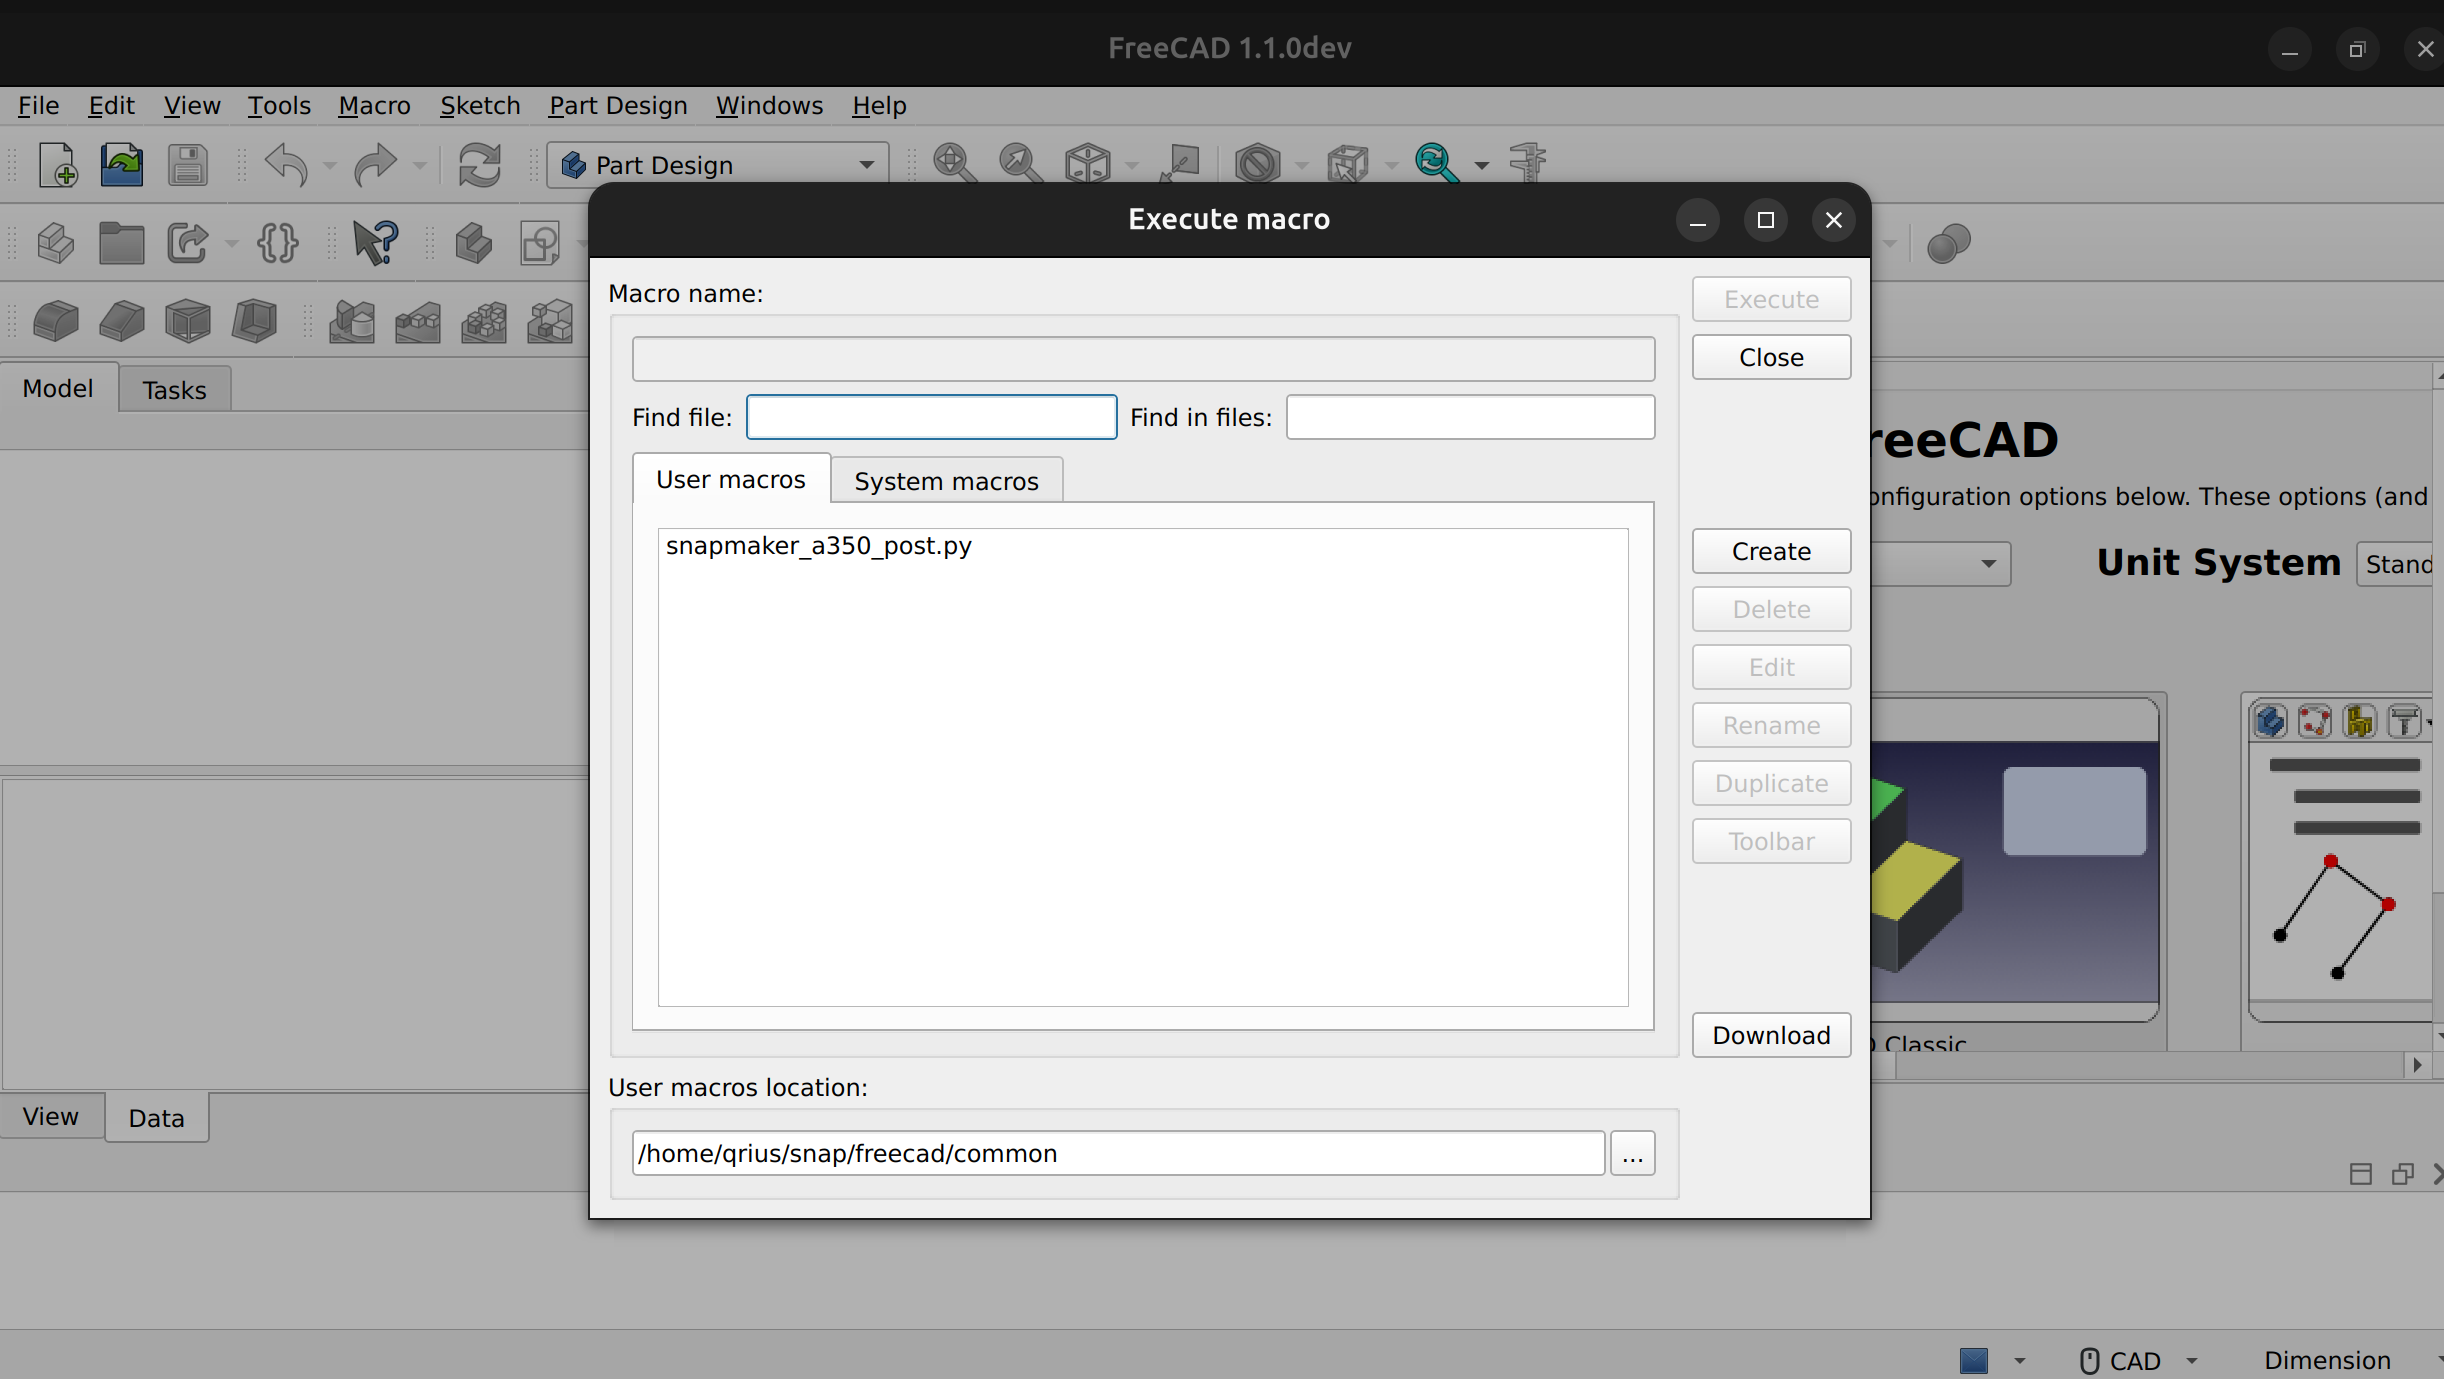 FreeCAD 1.1.0dev
File Edit View Tools Macro Sketch Part Design Windows Help
Part Design
Execute macro
Macro name:
Execute
Close
Find file:
Find in files:
User macros
System macros
snapmaker_a350_post.py
Create
Delete
Edit
Rename
Duplicate
Toolbar
Download
User macros location:
/home/qrius/snap/freecad/common
...
Model
Tasks
View
Data
reeCAD
onfiguration options below. These options (and
Unit System
Stand
Classic
CAD
Dimension